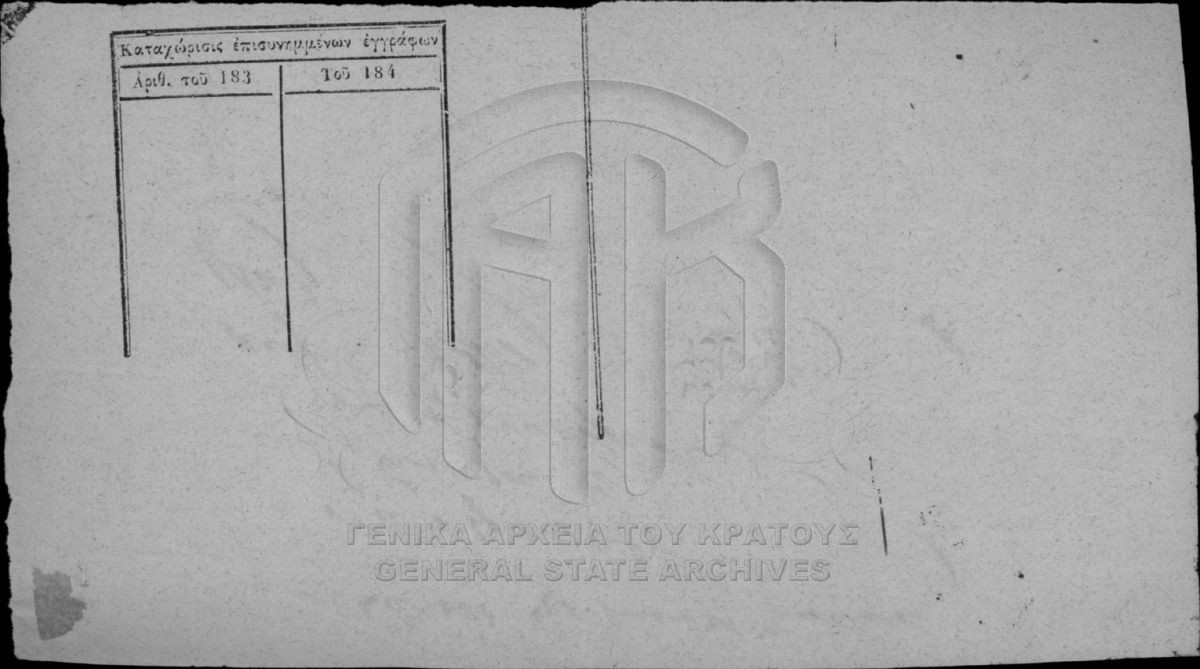 Καταχώρισις ἐπισυνημμένων ἐγγράφων
Ἀριθ. τοῦ 183
Τοῦ 184
ΓΕΝΙΚΑ ΑΡΧΕΙΑ ΤΟΥ ΚΡΑΤΟΥΣ
GENERAL STATE ARCHIVES